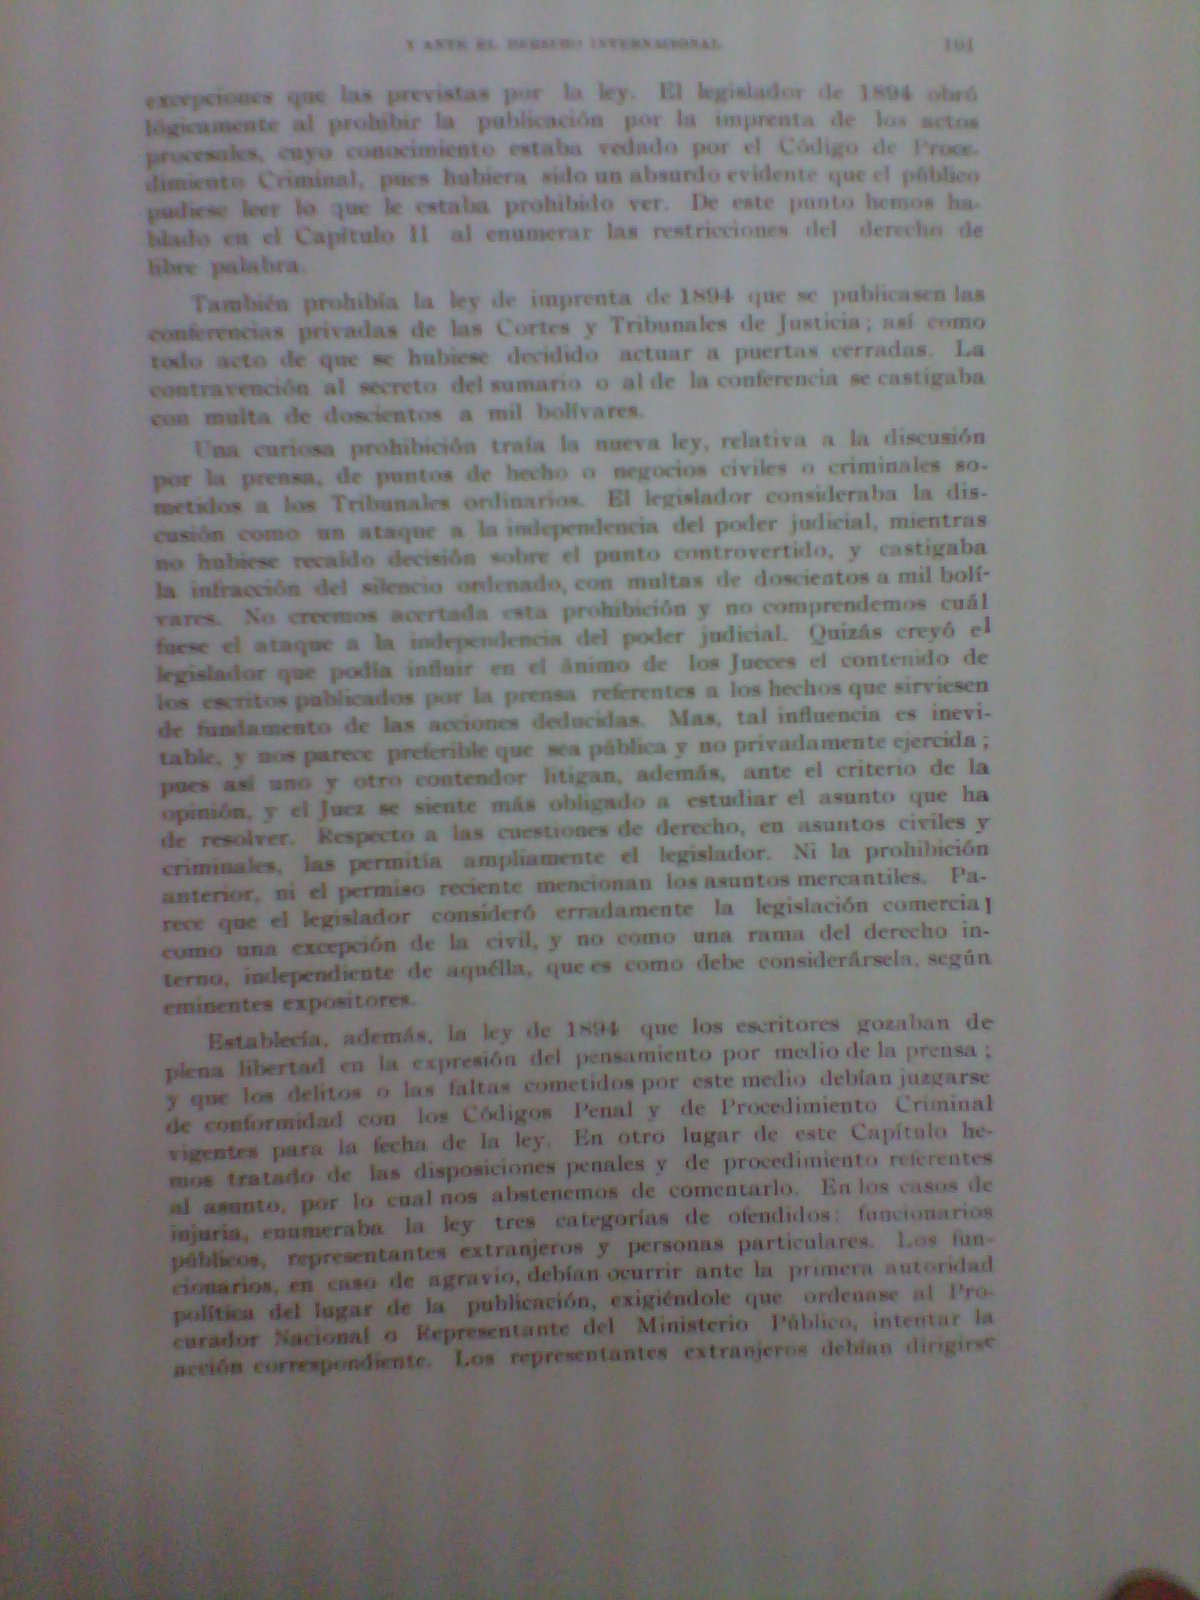 Y ANTE EL DERECHO INTERNACIONAL 101
excepciones que las previstas por la ley. El legislador de 1894 obró
lógicamente al prohibir la publicación por la imprenta de los actos
procesales, cuyo conocimiento estaba vedado por el Código de Proce-
dimiento Criminal, pues hubiera sido un absurdo evidente que el público
pudiese leer lo que le estaba prohibido ver. De este punto hemos ha-
blado en el Capítulo II al enumerar las restricciones del derecho de
libre palabra.
También prohibía la ley de imprenta de 1894 que se publicasen las
conferencias privadas de las Cortes y Tribunales de Justicia; así como
todo acto de que se hubiese decidido actuar a puertas cerradas. La
contravención al secreto del sumario o al de la conferencia se castigaba
con multa de doscientos a mil bolívares.
Una curiosa prohibición traía la nueva ley, relativa a la discusión
por la prensa, de puntos de hecho o negocios civiles o criminales so-
metidos a los Tribunales ordinarios. El legislador consideraba la dis-
cusión como un ataque a la independencia del poder judicial, mientras
no hubiese recaído decisión sobre el punto controvertido, y castigaba
la infracción del silencio ordenado, con multas de doscientos a mil bolí-
vares. No creemos acertada esta prohibición y no comprendemos cuál
fuese el ataque a la independencia del poder judicial. Quizás creyó el
legislador que podía influir en el ánimo de los Jueces el contenido de
los escritos publicados por la prensa referentes a los hechos que sirviesen
de fundamento de las acciones deducidas. Mas, tal influencia es inevi-
table, y nos parece preferible que sea pública y no privadamente ejercida;
pues así uno y otro contendor litigan, además, ante el criterio de la
opinión, y el Juez se siente más obligado a estudiar el asunto que ha
de resolver. Respecto a las cuestiones de derecho, en asuntos civiles y
criminales, las permitía ampliamente el legislador. Ni la prohibición
anterior, ni el permiso reciente mencionan los asuntos mercantiles. Pa-
rece que el legislador consideró erradamente la legislación comercial
como una excepción de la civil, y no como una rama del derecho in-
terno, independiente de aquélla, que es como debe considerársela, según
eminentes expositores.
Establecía, además, la ley de 1894 que los escritores gozaban de
plena libertad en la expresión del pensamiento por medio de la prensa;
y que los delitos o las faltas cometidos por este medio debían juzgarse
de conformidad con los Códigos Penal y de Procedimiento Criminal
vigentes para la fecha de la ley. En otro lugar de este Capítulo he-
mos tratado de las disposiciones penales y de procedimiento referentes
al asunto, por lo cual nos abstenemos de comentarlo. En los casos de
injuria, enumeraba la ley tres categorías de ofendidos: funcionarios
públicos, representantes extranjeros y personas particulares. Los fun-
cionarios, en caso de agravio, debían ocurrir ante la primera autoridad
política del lugar de la publicación, exigiéndole que ordenase al Pro-
curador Nacional o Representante del Ministerio Público, intentar la
acción correspondiente. Los representantes extranjeros debían dirigirse